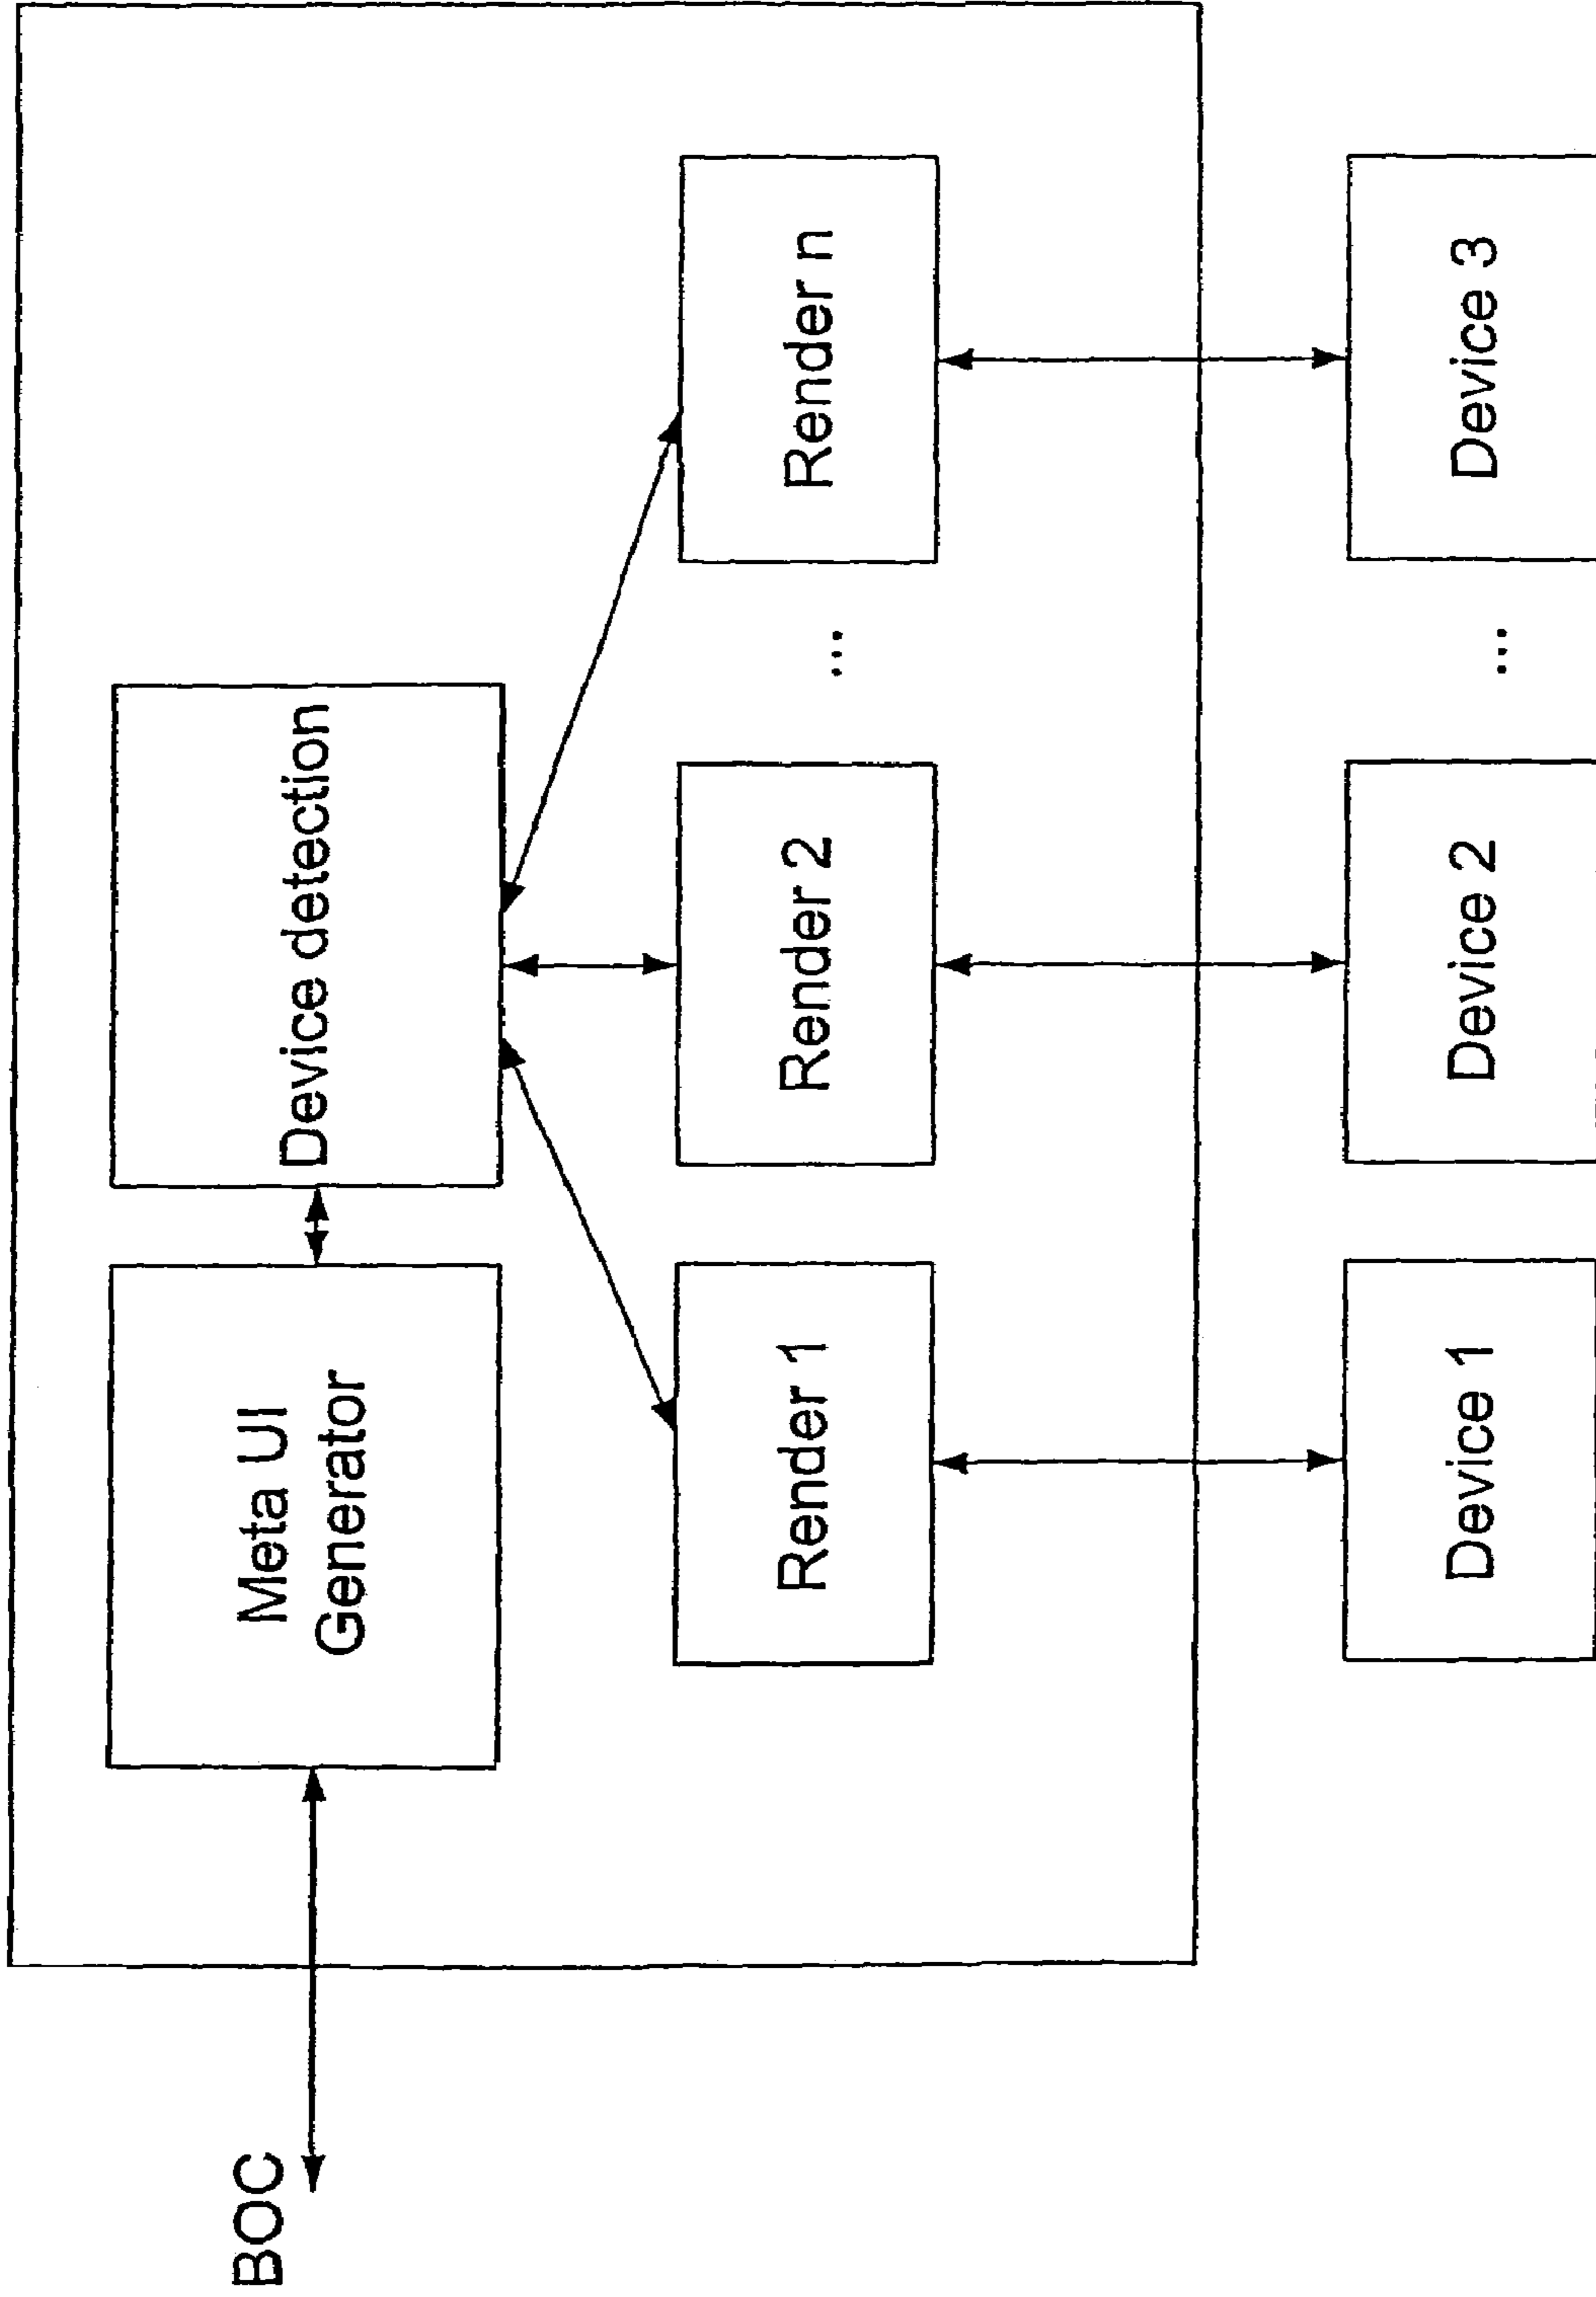 BOC
Meta UI
Generator
Device detection
Render 1
Render 2
...
Render n
Device 1
Device 2
...
Device 3